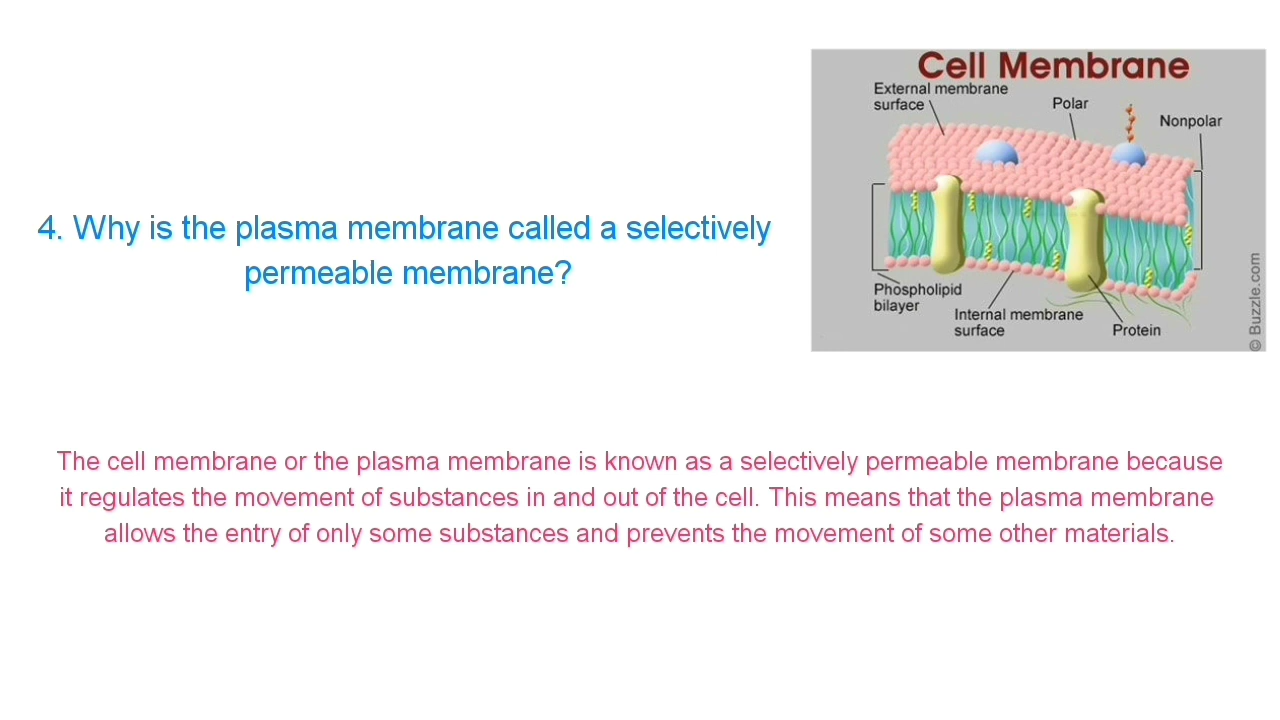 4. Why is the plasma membrane called a selectively
permeable membrane?
Cell Membrane
External membrane
surface
Polar
Nonpolar
Phospholipid
bilayer
Internal membrane
surface
Protein
© Buzzle.com
The cell membrane or the plasma membrane is known as a selectively permeable membrane because
it regulates the movement of substances in and out of the cell. This means that the plasma membrane
allows the entry of only some substances and prevents the movement of some other materials.